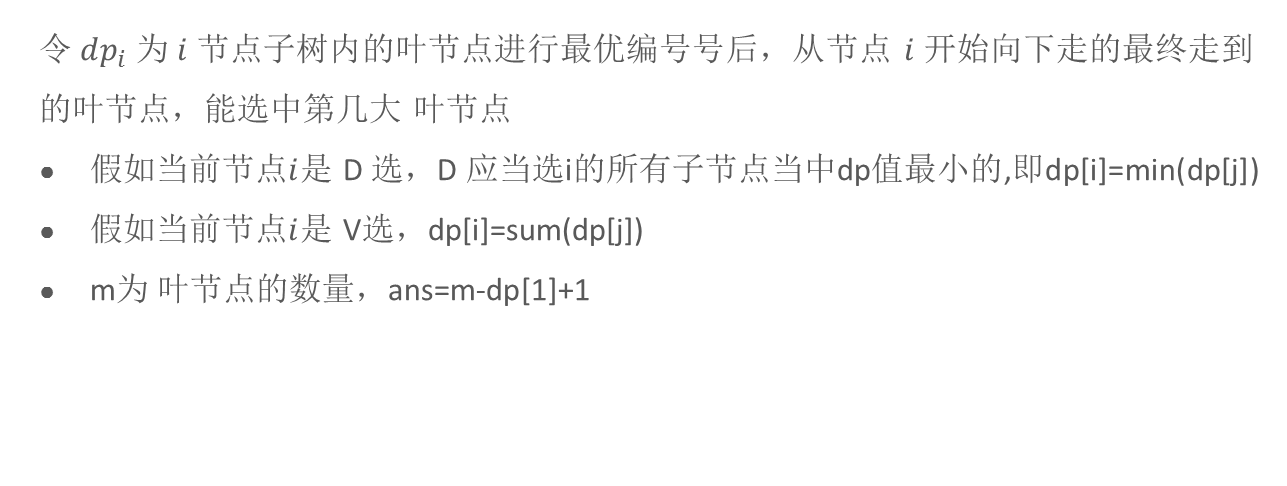 令 dpᵢ 为 i 节点子树内的叶节点进行最优编号号后，从节点 i 开始向下走的最终走到
的叶节点，能选中第几大 叶节点
• 假如当前节点i是 D 选，D 应当选i的所有子节点当中dp值最小的,即dp[i]=min(dp[j])
• 假如当前节点i是 V选，dp[i]=sum(dp[j])
• m为 叶节点的数量，ans=m-dp[1]+1